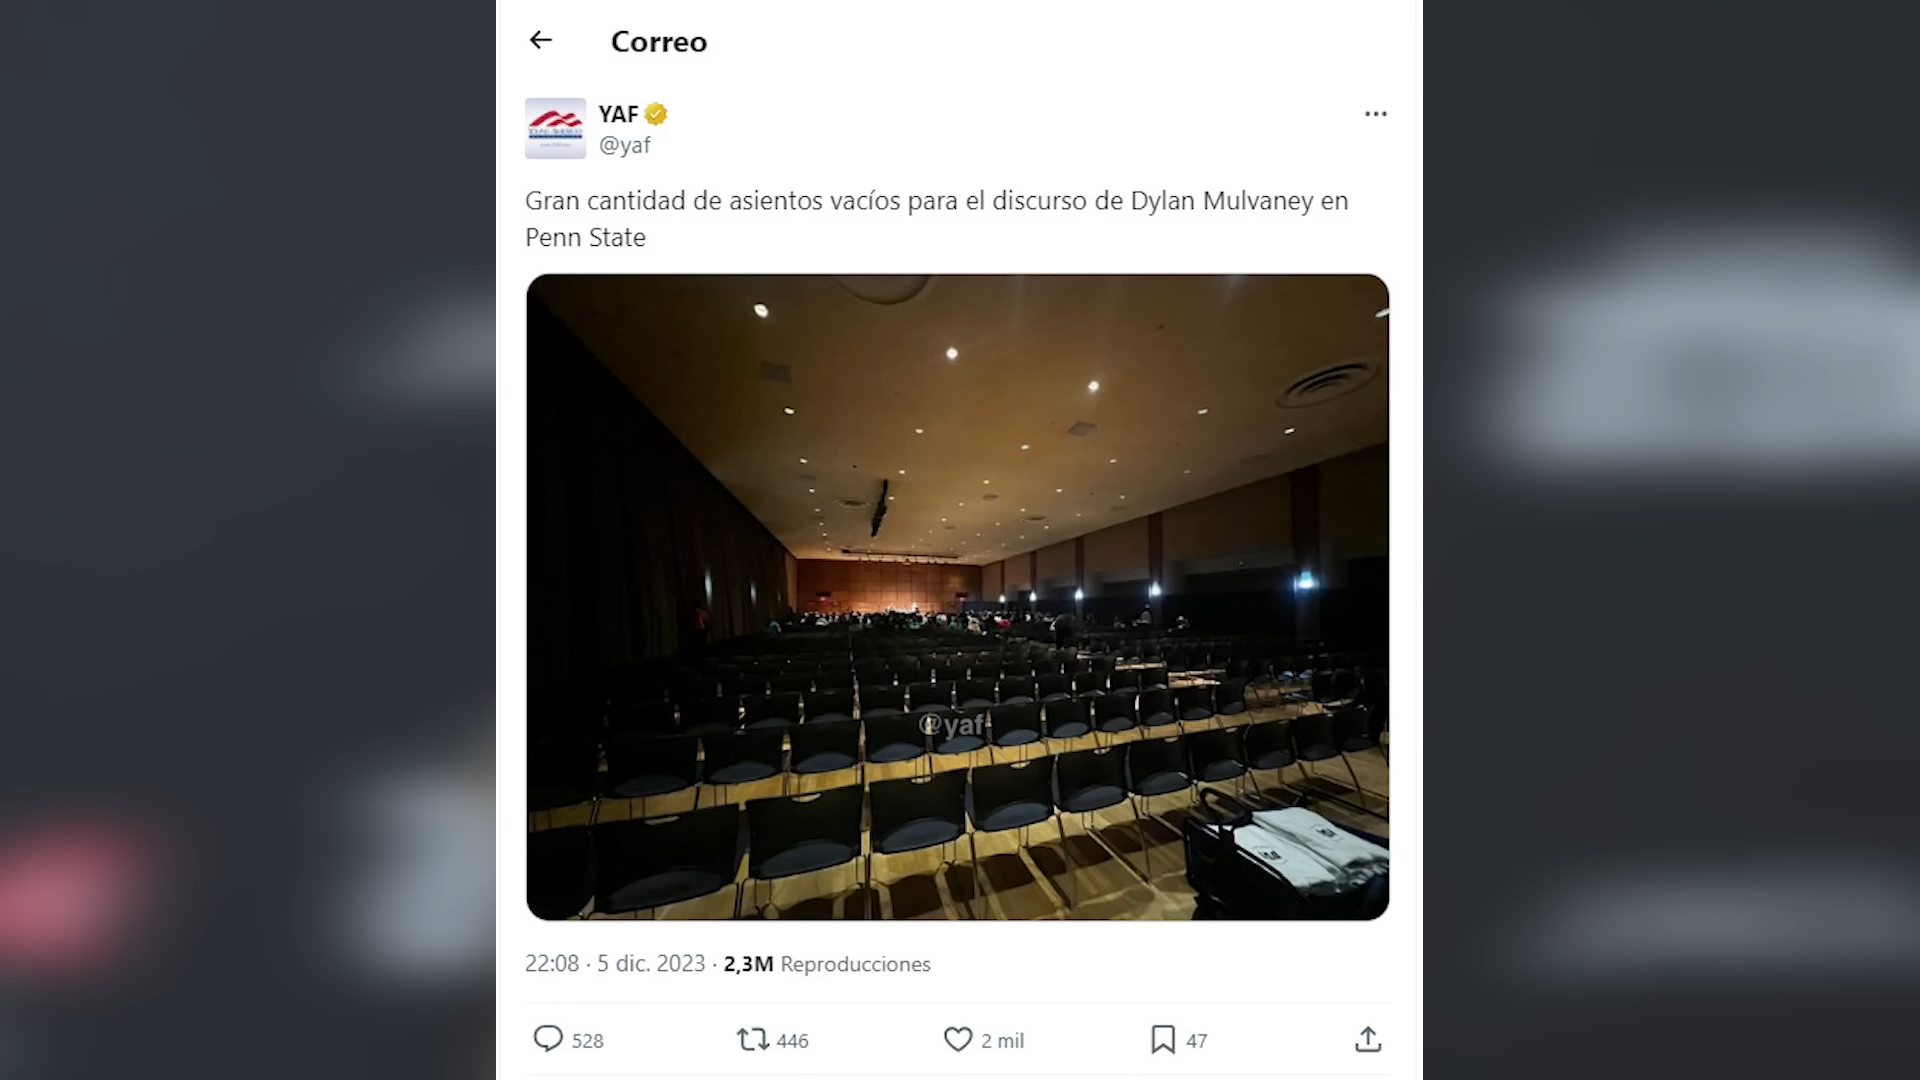 Correo
YAF
@yaf
Gran cantidad de asientos vacíos para el discurso de Dylan Mulvaney en
Penn State
@yaf
22:08 · 5 dic. 2023 · 2,3M Reproducciones
528 446 2 mil 47